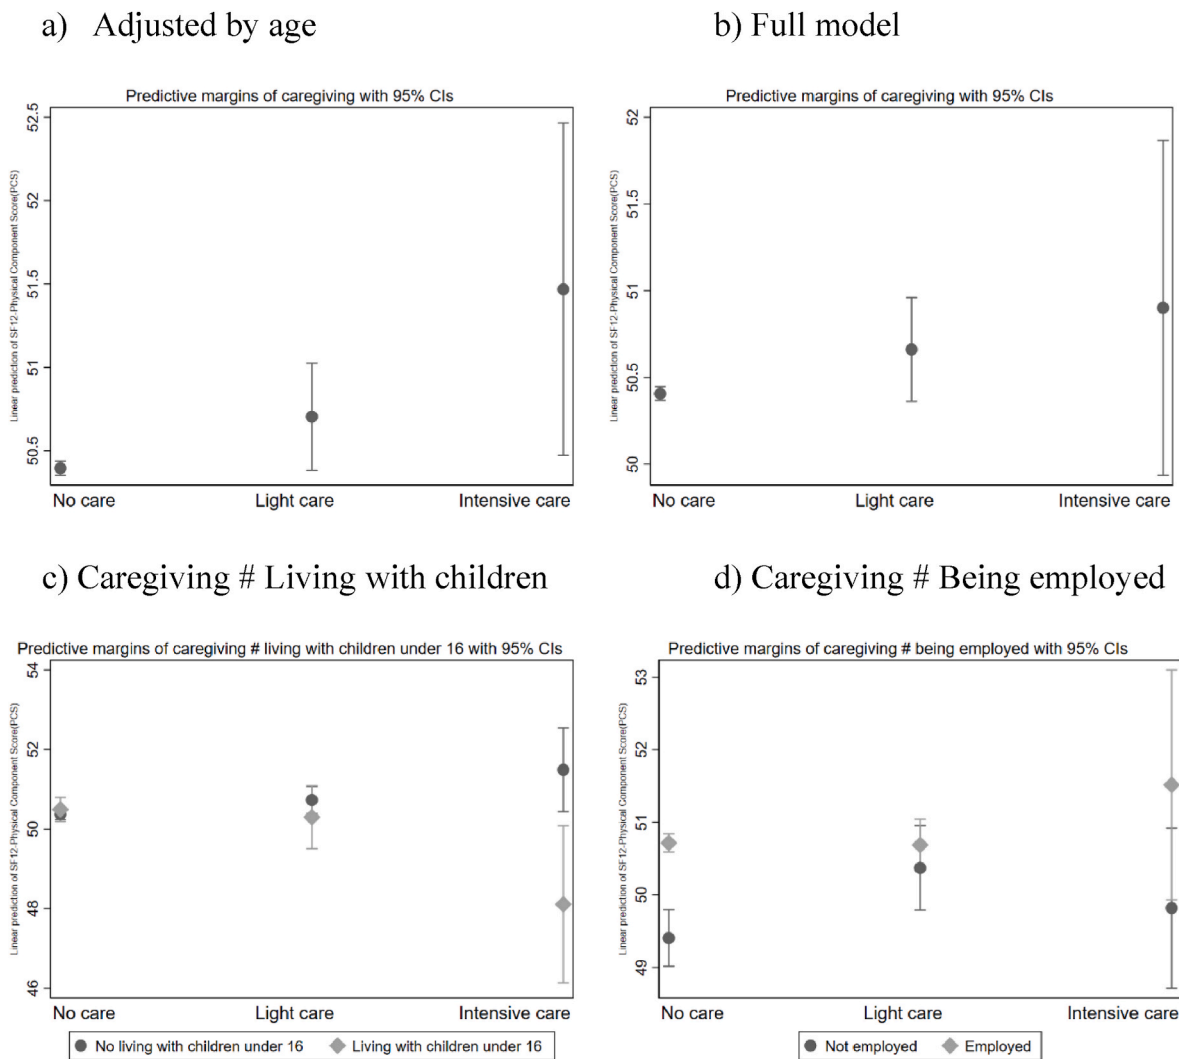 a) Adjusted by age
Predictive margins of caregiving with 95% CIs
Linear prediction of SF12-Physical Component Score(PCS)
52.5
52
51.5
51
50.5
No care Light care Intensive care
b) Full model
Predictive margins of caregiving with 95% CIs
Linear prediction of SF12-Physical Component Score(PCS)
52
51.5
51
50.5
50
No care Light care Intensive care
c) Caregiving # Living with children
Predictive margins of caregiving # living with children under 16 with 95% CIs
Linear prediction of SF12-Physical Component Score(PCS)
54
52
50
48
46
No care Light care Intensive care
No living with children under 16 Living with children under 16
d) Caregiving # Being employed
Predictive margins of caregiving # being employed with 95% CIs
Linear prediction of SF12-Physical Component Score(PCS)
53
52
51
50
49
No care Light care Intensive care
Not employed Employed